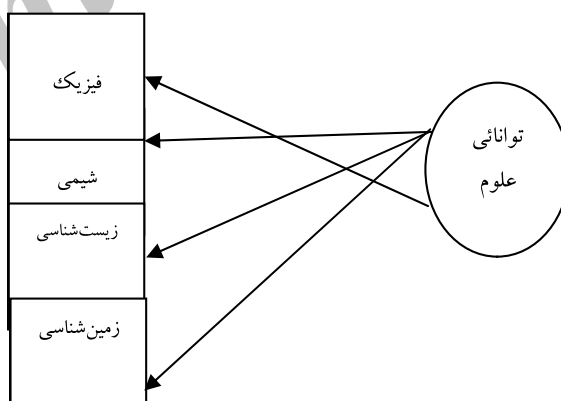 فیزیک
شیمی
زیست‌شناسی
زمین‌شناسی
توانائی
علوم